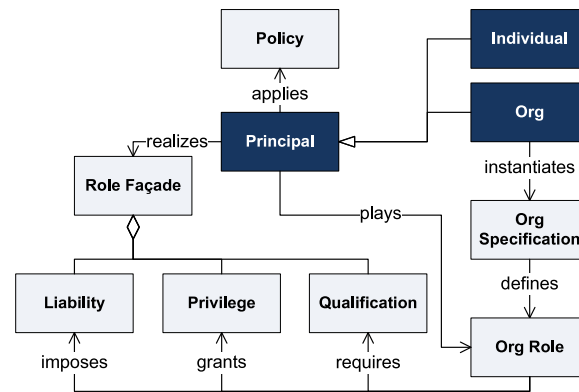 Policy
Individual
applies
Org
Principal
realizes
instantiates
Role Façade
plays
Org
Specification
defines
Liability
Privilege
Qualification
Org Role
imposes
grants
requires